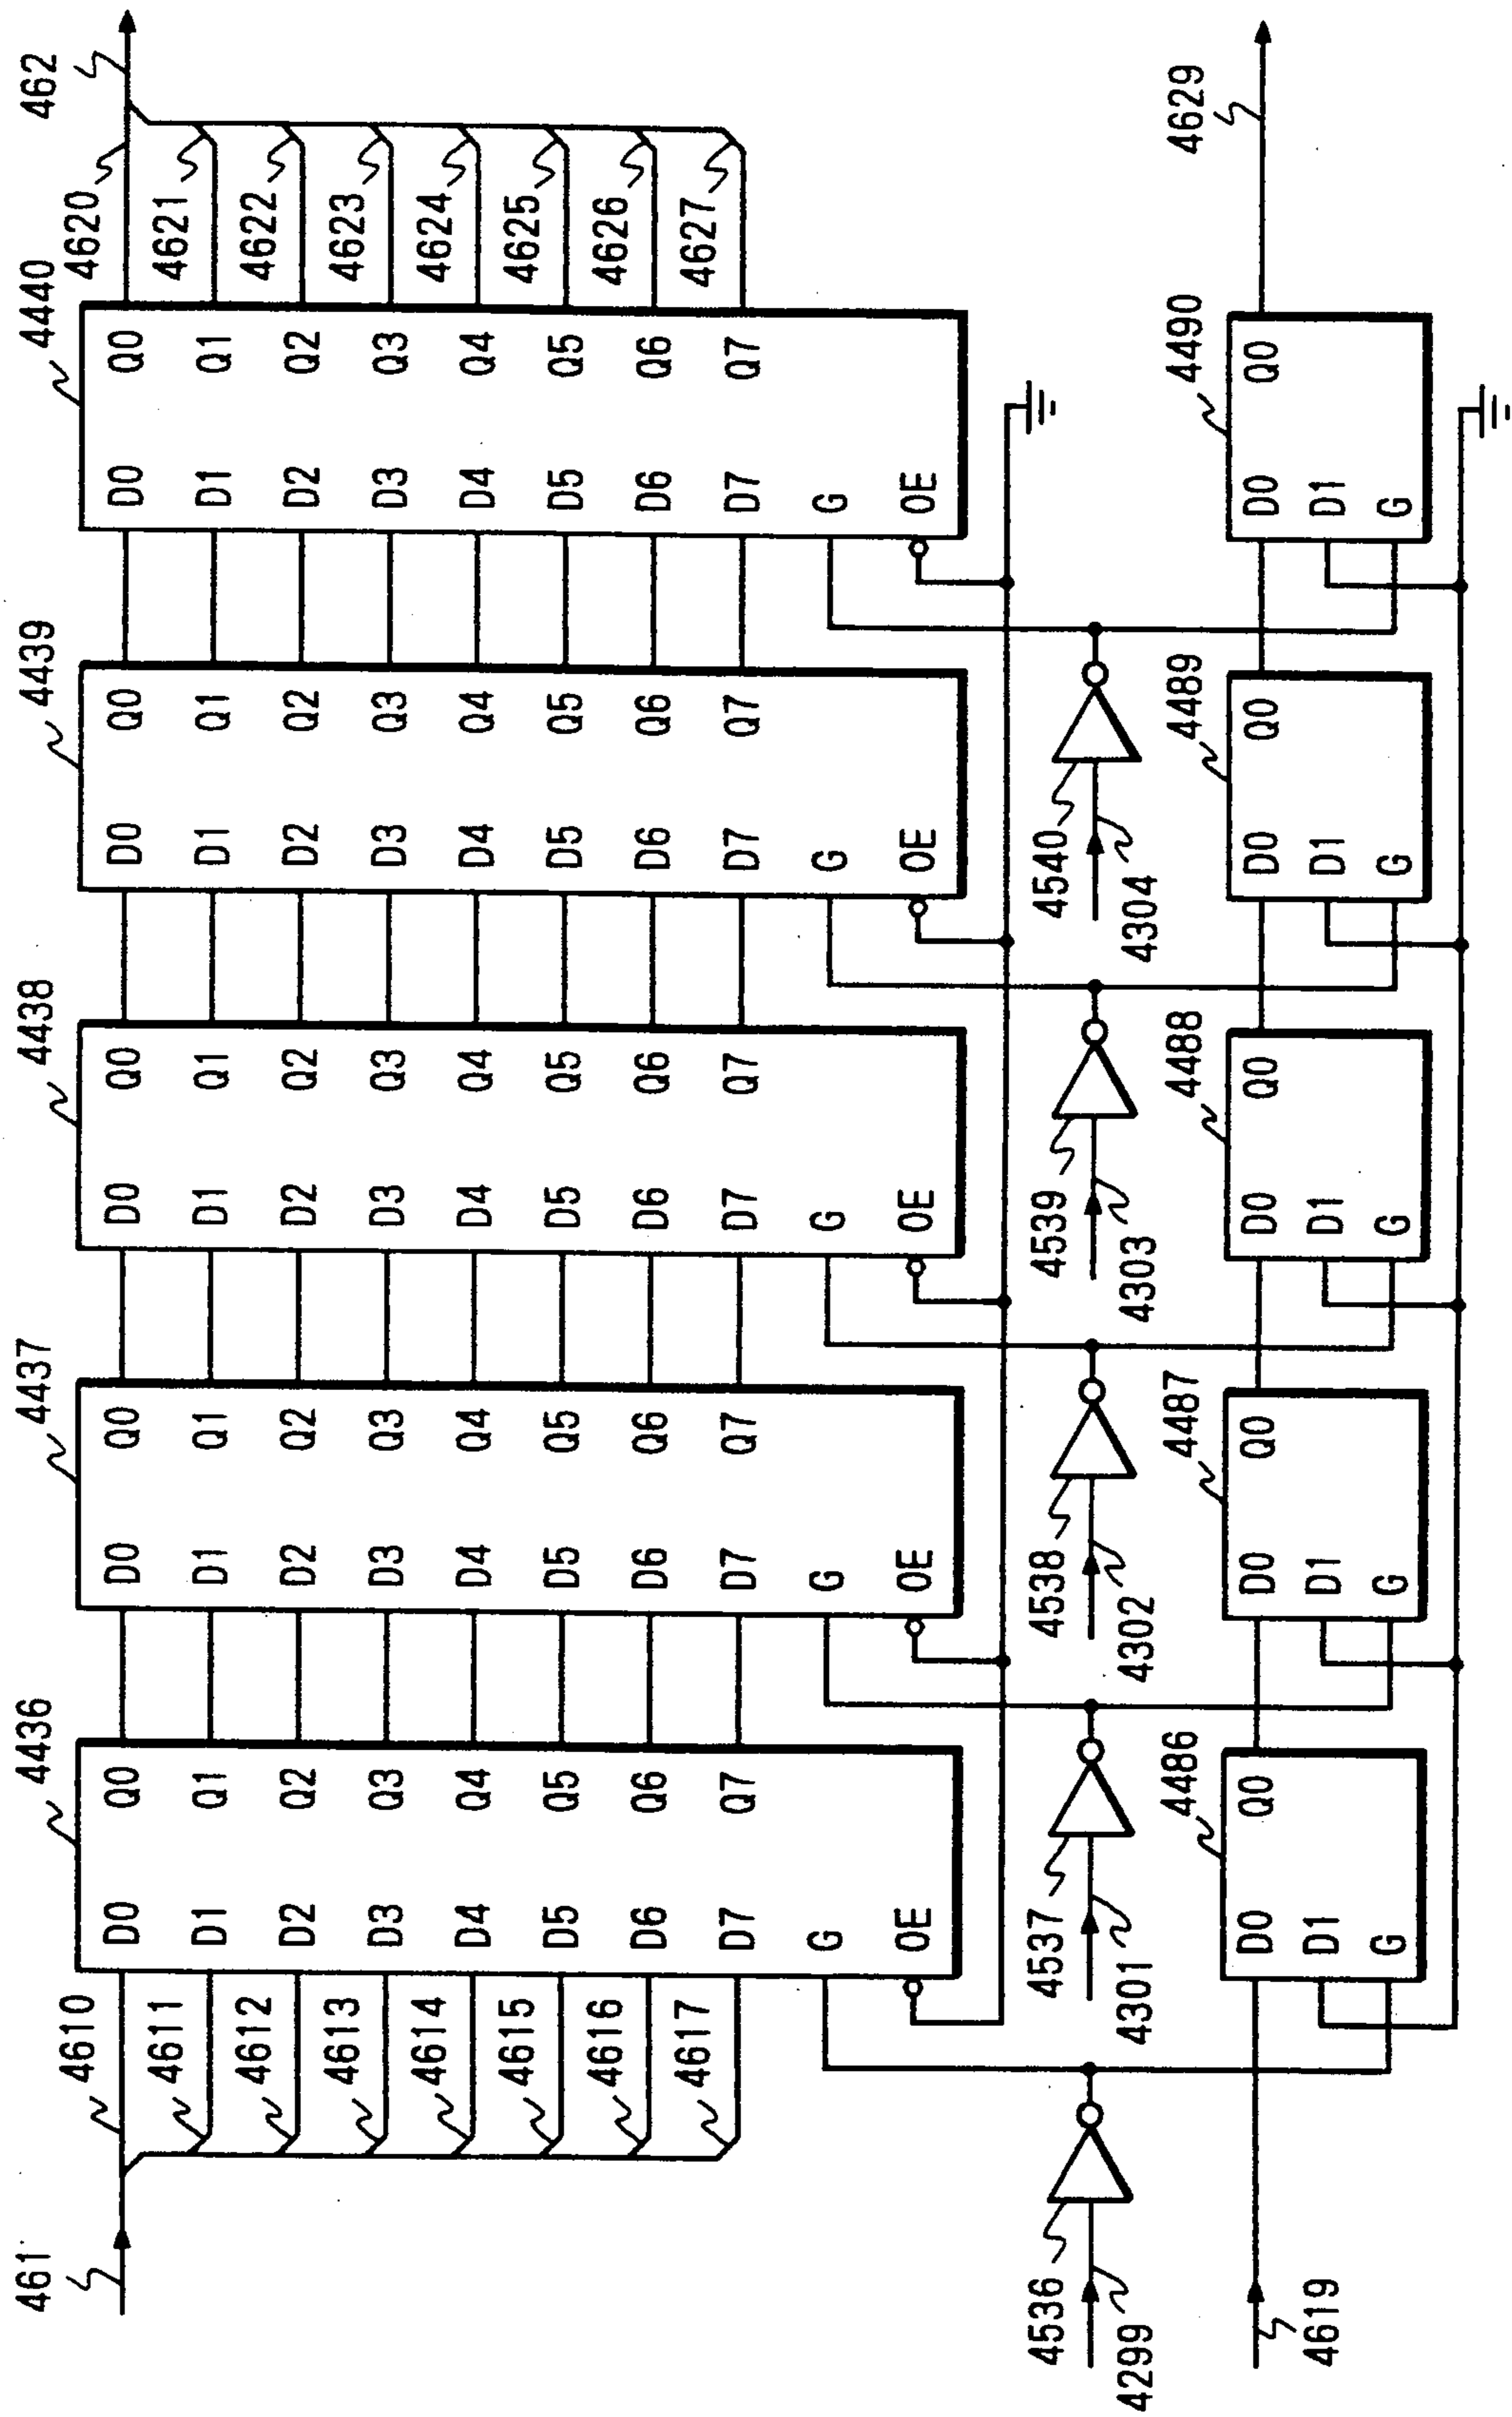 461 4436 4437 4438 4439 4440 462
4610 4620
D0 Q0 D0 Q0 D0 Q0 D0 Q0 D0 Q0
4611 4621
D1 Q1 D1 Q1 D1 Q1 D1 Q1 D1 Q1
4612 4622
D2 Q2 D2 Q2 D2 Q2 D2 Q2 D2 Q2
4613 4623
D3 Q3 D3 Q3 D3 Q3 D3 Q3 D3 Q3
4614 4624
D4 Q4 D4 Q4 D4 Q4 D4 Q4 D4 Q4
4615 4625
D5 Q5 D5 Q5 D5 Q5 D5 Q5 D5 Q5
4616 4626
D6 Q6 D6 Q6 D6 Q6 D6 Q6 D6 Q6
4617 4627
D7 Q7 D7 Q7 D7 Q7 D7 Q7 D7 Q7
G G G G G
OE OE OE OE OE
4536 4537 4538 4539 4540
4299 4301 4302 4303 4304
4486 4487 4488 4489 4490 4629
D0 Q0 D0 Q0 D0 Q0 D0 Q0 D0 Q0
4619
D1 D1 D1 D1 D1
G G G G G